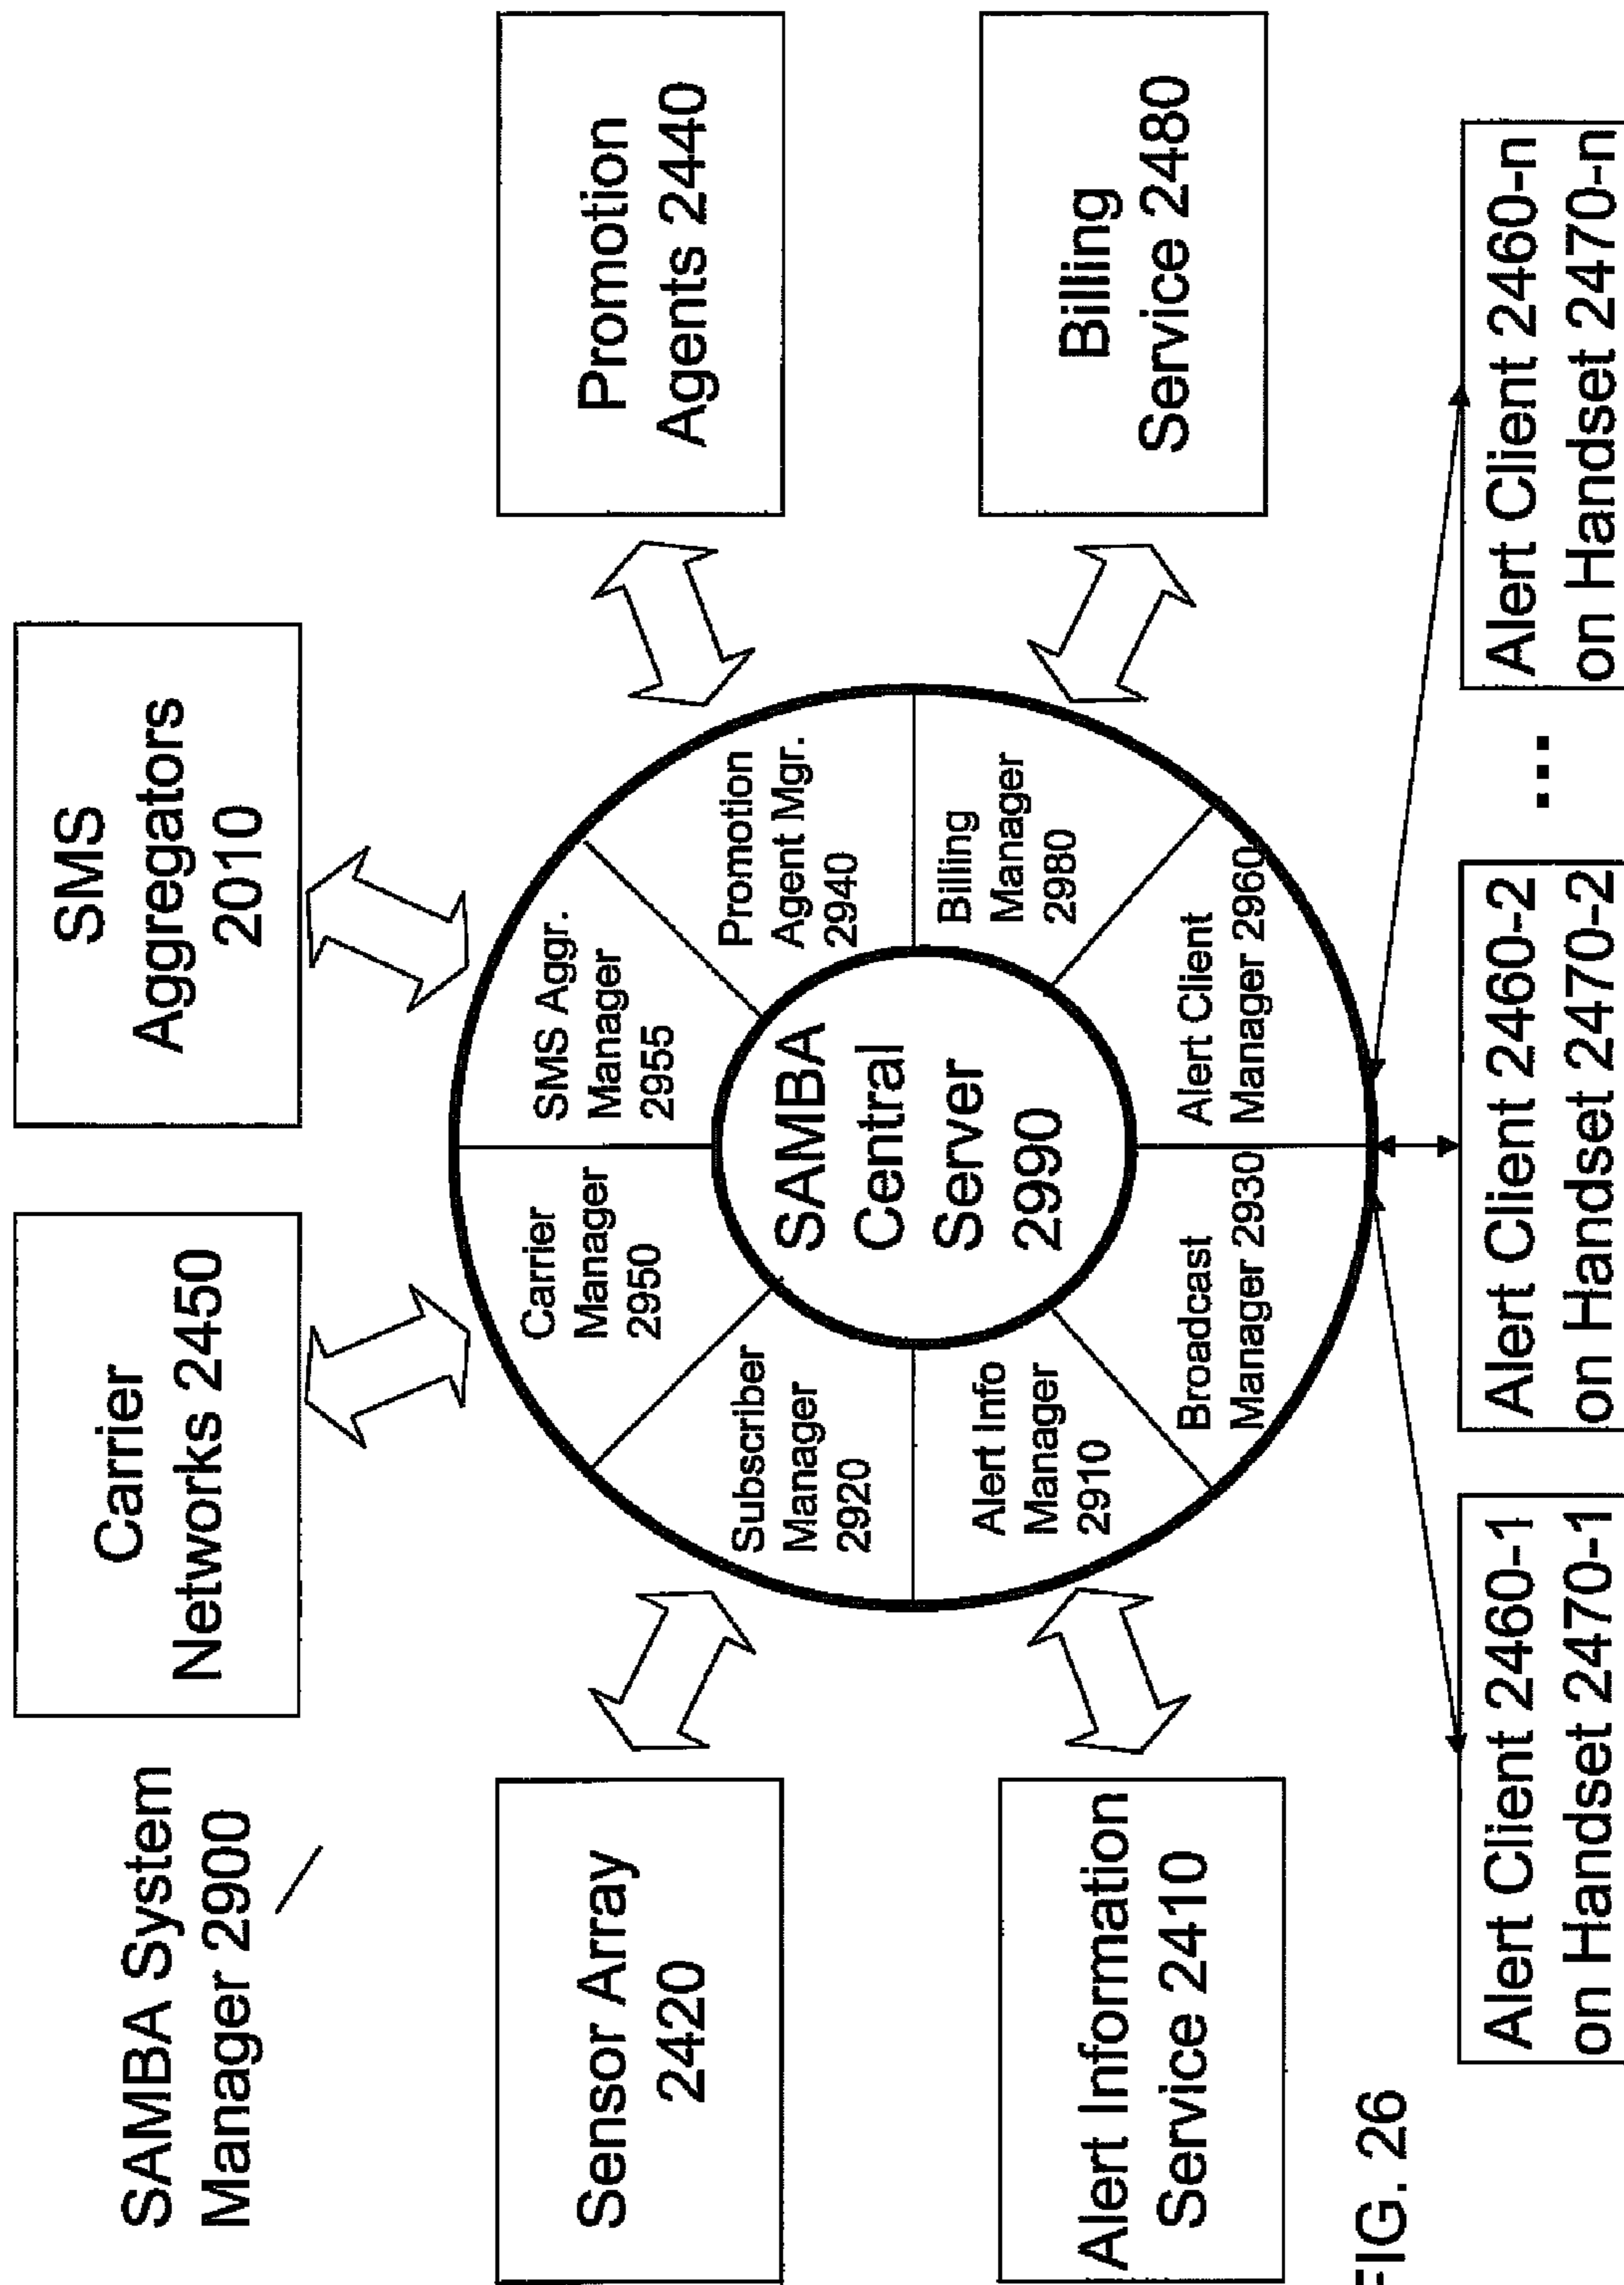 SAMBA System
Manager 2900
Carrier
Networks 2450
SMS
Aggregators
2010
Sensor Array
2420
Promotion
Agents 2440
Alert Information
Service 2410
Billing
Service 2480
Carrier
Manager
2950
SMS Aggr.
Manager
2955
Subscriber
Manager
2920
Promotion
Agent Mgr.
2940
SAMBA
Central
Server
2990
Alert Info
Manager
2910
Billing
Manager
2980
Broadcast
Manager 2930
Alert Client
Manager 2960
FIG. 26
Alert Client 2460-1
on Handset 2470-1
Alert Client 2460-2
on Handset 2470-2
...
Alert Client 2460-n
on Handset 2470-n